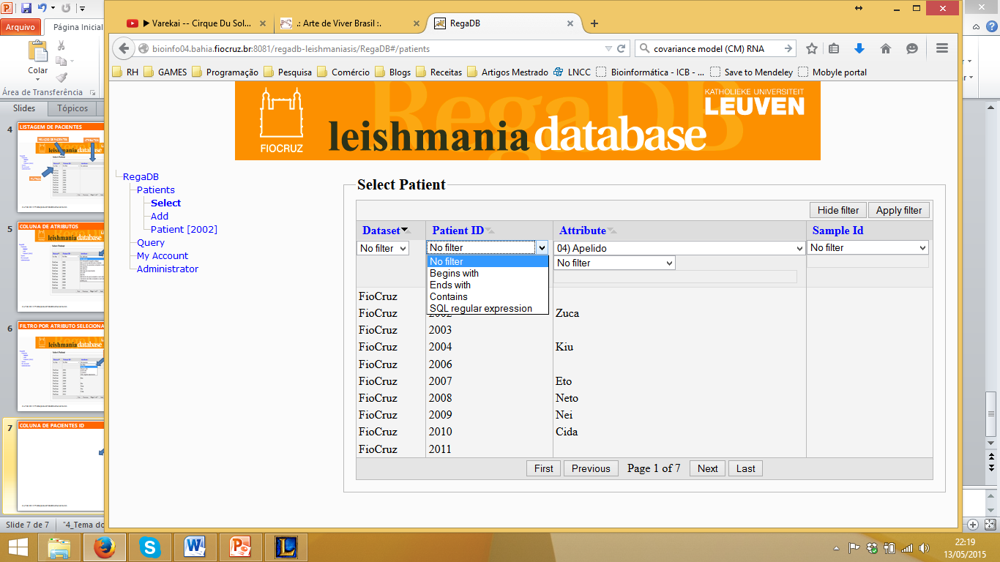 Arquivo
Página Inicial
Colar
Área de Transferência
Slides
Tópicos
4
LISTAGEM DE PACIENTES
5
COLUNA DE ATRIBUTOS
6
FILTRO POR ATRIBUTO SELECIONA
7
COLUNA DE PACIENTES ID
Slide 7 de 7
"4_Tema do
▶ Varekai -- Cirque Du Sol...
.: Arte de Viver Brasil :.
RegaDB
bioinfo04.bahia.fiocruz.br:8081/regadb-leishmaniasis/RegaDB#/patients
covariance model (CM) RNA
RH GAMES Programação Pesquisa Comércio Blogs Receitas Artigos Mestrado LNCC Bioinformática - ICB - ... Save to Mendeley Mobyle portal
RegaDB
FIOCRUZ
leishmania database
KATHOLIEKE UNIVERSITEIT
LEUVEN
RegaDB
Patients
Select
Add
Patient [2002]
Query
My Account
Administrator
Select Patient
Hide filter Apply filter
Dataset Patient ID Attribute Sample Id
No filter No filter 04) Apelido No filter
No filter
No filter
Begins with
Ends with
Contains
SQL regular expression
FioCruz
FioCruz 2002 Zuca
FioCruz 2003
FioCruz 2004 Kiu
FioCruz 2006
FioCruz 2007 Eto
FioCruz 2008 Neto
FioCruz 2009 Nei
FioCruz 2010 Cida
FioCruz 2011
First Previous Page 1 of 7 Next Last
22:19
13/05/2015